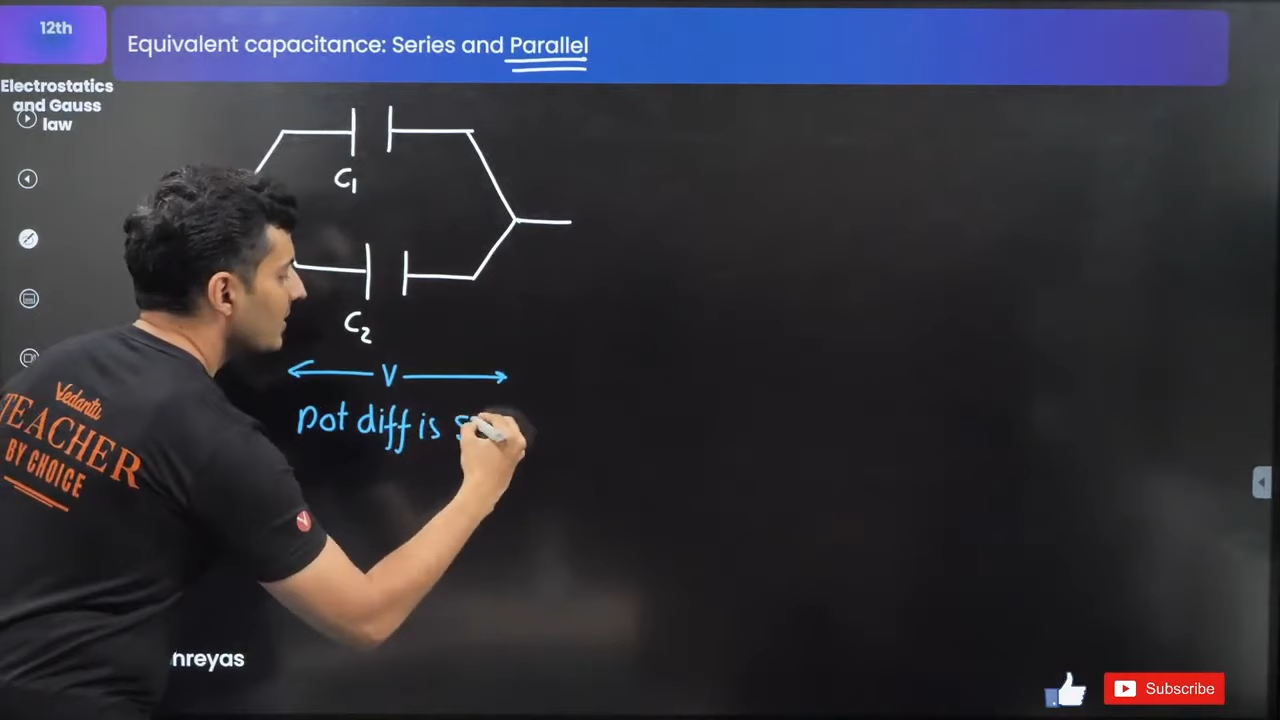 12th
Equivalent capacitance: Series and Parallel
Electrostatics
and Gauss
law
C1
C2
V
pot diff is
Vedantu
TEACHER
BY CHOICE
V
Subscribe